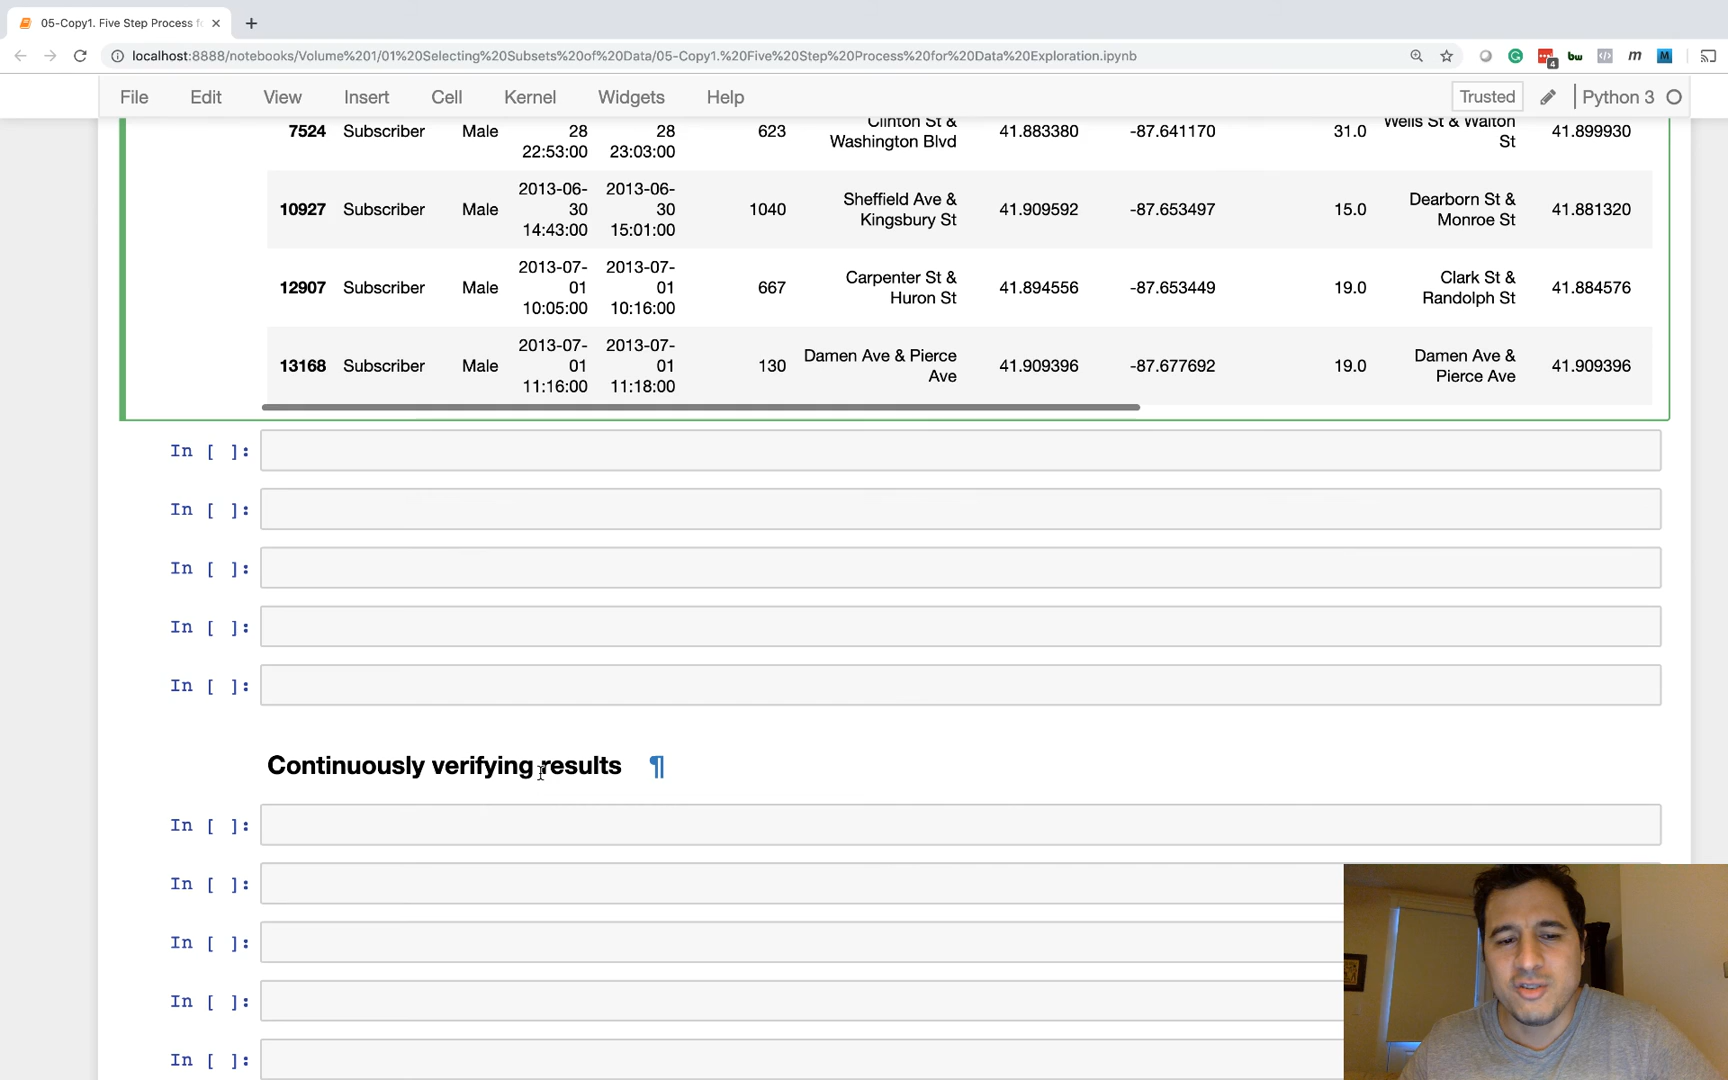 05-Copy1. Five Step Process fo
localhost:8888/notebooks/Volume%201/01%20Selecting%20Subsets%20of%20Data/05-Copy1.%20Five%20Step%20Process%20for%20Data%20Exploration.ipynb
4
bw
m
M
File Edit View Insert Cell Kernel Widgets Help Trusted Python 3
7524 Subscriber Male 28 22:53:00 28 23:03:00 623 Clinton St & Washington Blvd 41.883380 -87.641170 31.0 Wells St & Walton St 41.899930
10927 Subscriber Male 2013-06-30 14:43:00 2013-06-30 15:01:00 1040 Sheffield Ave & Kingsbury St 41.909592 -87.653497 15.0 Dearborn St & Monroe St 41.881320
12907 Subscriber Male 2013-07-01 10:05:00 2013-07-01 10:16:00 667 Carpenter St & Huron St 41.894556 -87.653449 19.0 Clark St & Randolph St 41.884576
13168 Subscriber Male 2013-07-01 11:16:00 2013-07-01 11:18:00 130 Damen Ave & Pierce Ave 41.909396 -87.677692 19.0 Damen Ave & Pierce Ave 41.909396
In [ ]:
In [ ]:
In [ ]:
In [ ]:
In [ ]:
Continuously verifying results ¶
In [ ]:
In [ ]:
In [ ]:
In [ ]:
In [ ]: